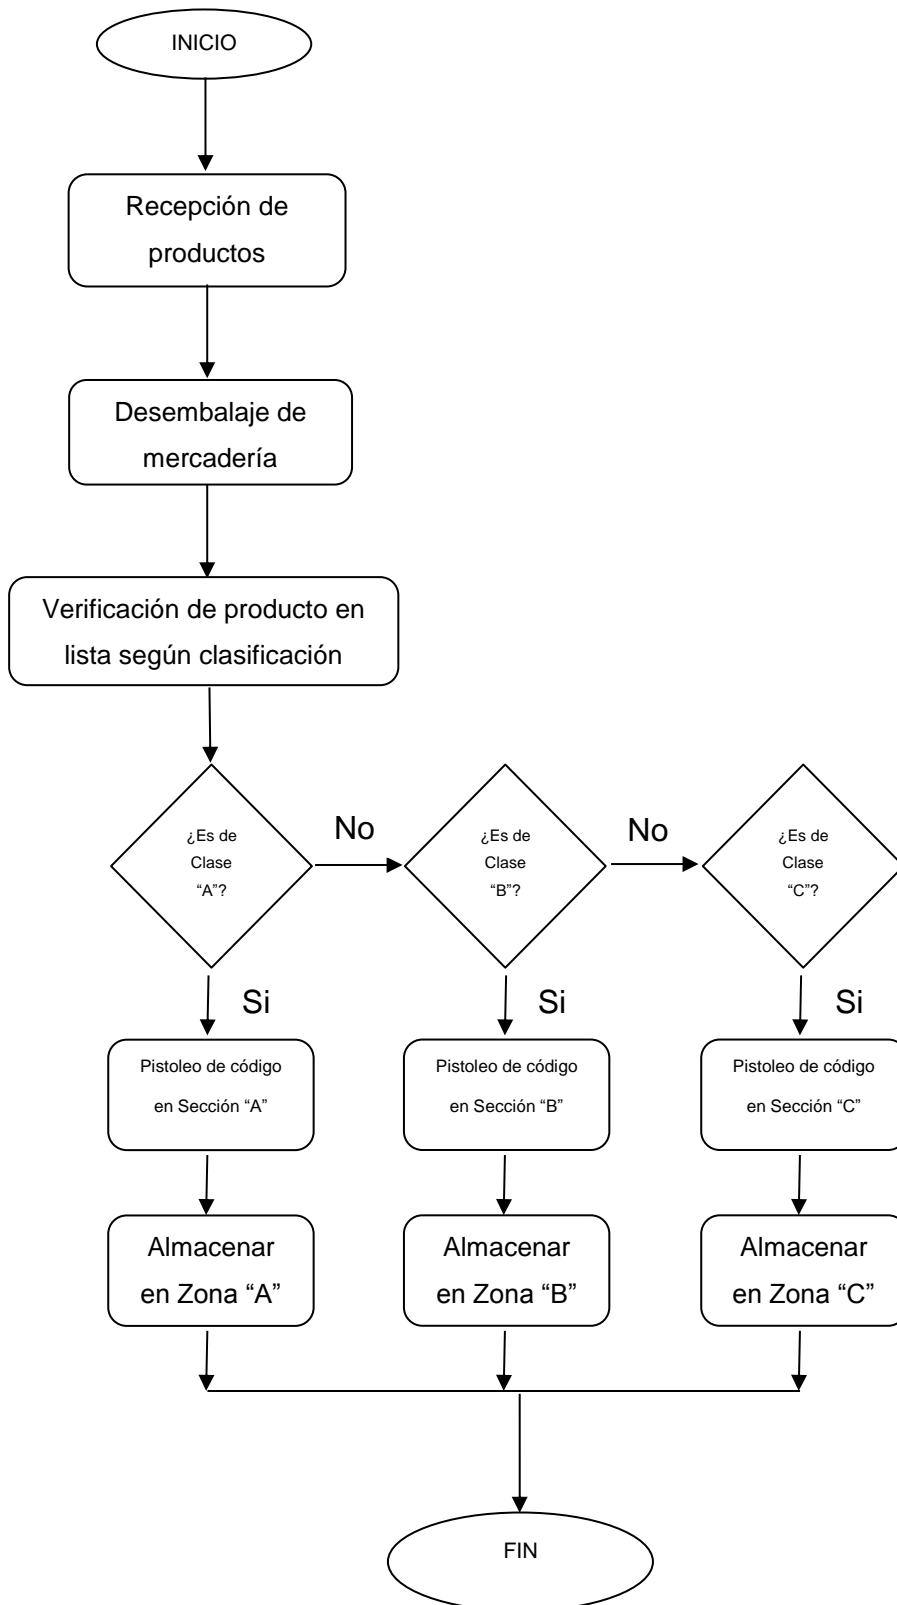 INICIO
Recepción de
productos
Desembalaje de
mercadería
Verificación de producto en
lista según clasificación
¿Es de
Clase
“A”?
No
¿Es de
Clase
“B”?
No
¿Es de
Clase
“C”?
Si
Si
Si
Pistoleo de código
en Sección “A”
Pistoleo de código
en Sección “B”
Pistoleo de código
en Sección “C”
Almacenar
en Zona “A”
Almacenar
en Zona “B”
Almacenar
en Zona “C”
FIN